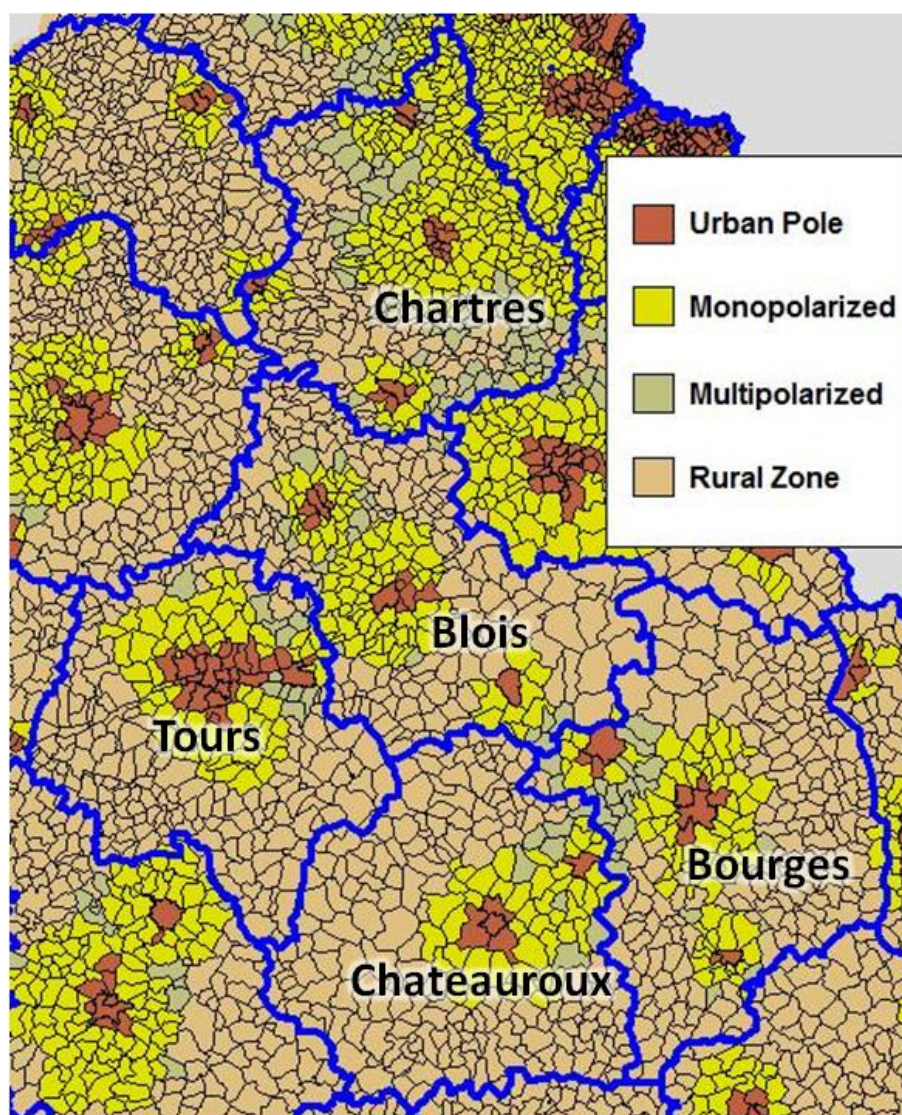 Urban Pole
Monopolarized
Multipolarized
Rural Zone
Chartres
Blois
Tours
Bourges
Chateauroux